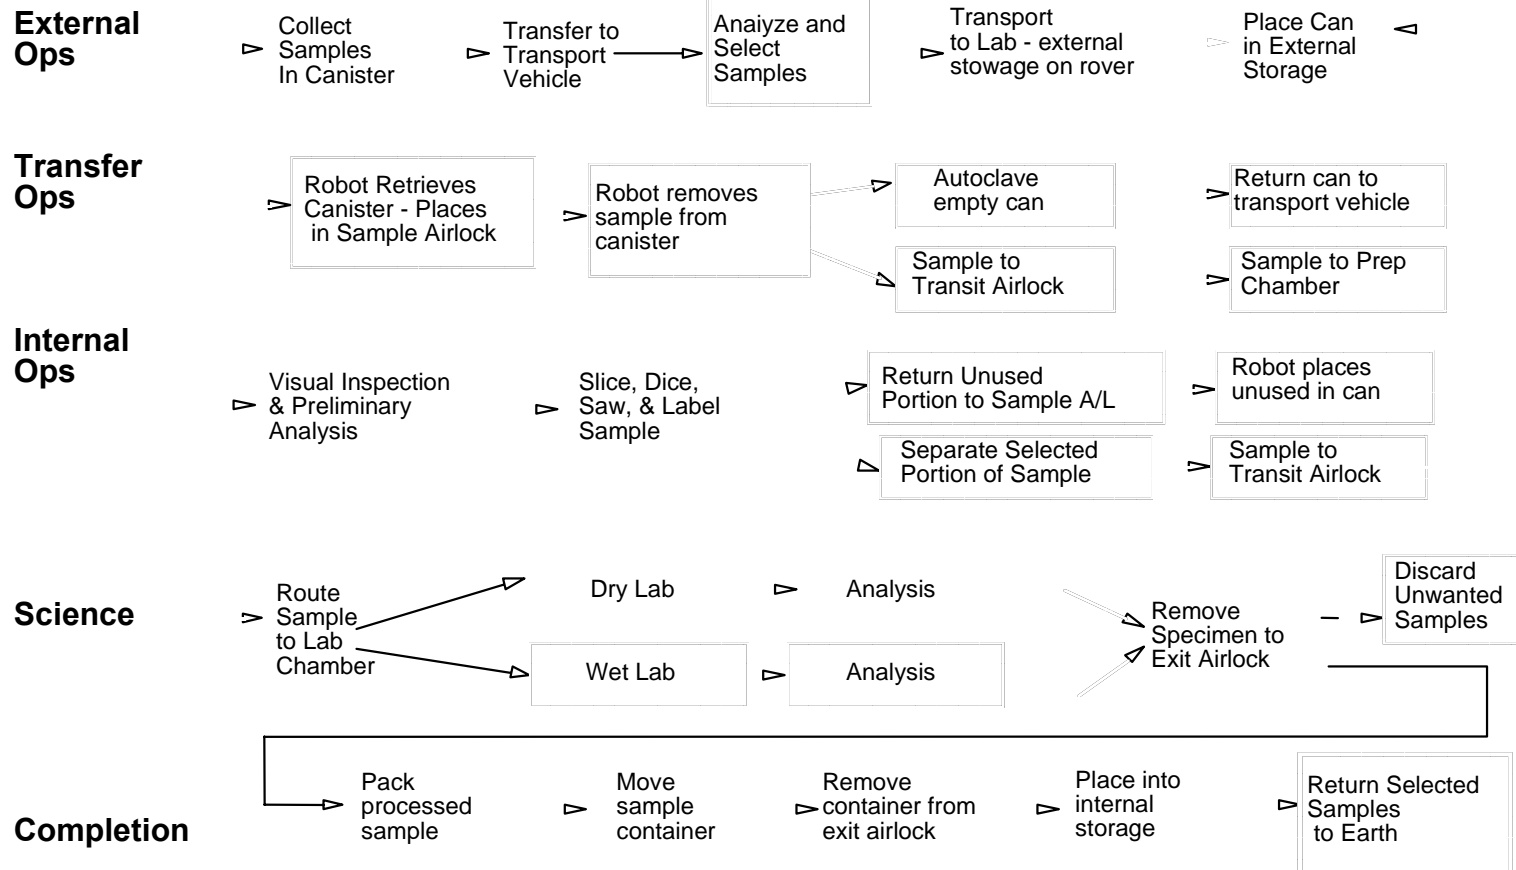 External
Ops
Collect
Samples
In Canister
Transfer to
Transport
Vehicle
Anaiyze and
Select
Samples
Transport
to Lab - external
stowage on rover
Place Can
in External
Storage
Transfer
Ops
Robot Retrieves
Canister - Places
in Sample Airlock
Robot removes
sample from
canister
Autoclave
empty can
Return can to
transport vehicle
Sample to
Transit Airlock
Sample to Prep
Chamber
Internal
Ops
Visual Inspection
& Preliminary
Analysis
Slice, Dice,
Saw, & Label
Sample
Return Unused
Portion to Sample A/L
Robot places
unused in can
Separate Selected
Portion of Sample
Sample to
Transit Airlock
Science
Route
Sample
to Lab
Chamber
Dry Lab
Analysis
Wet Lab
Analysis
Remove
Specimen to
Exit Airlock
Discard
Unwanted
Samples
Completion
Pack
processed
sample
Move
sample
container
Remove
container from
exit airlock
Place into
internal
storage
Return Selected
Samples
to Earth